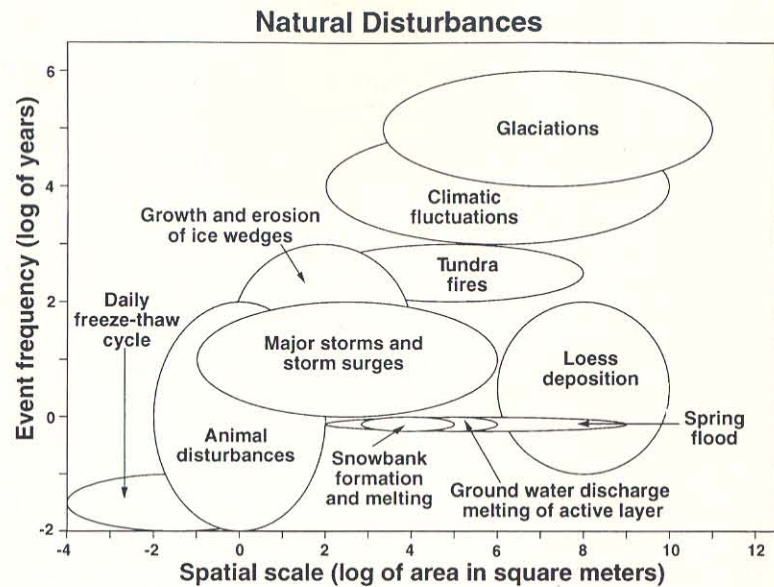 Natural Disturbances
Event frequency (log of years)
6
4
2
0
-2
Glaciations
Climatic
fluctuations
Growth and erosion
of ice wedges
Tundra
fires
Daily
freeze-thaw
cycle
Major storms and
storm surges
Loess
deposition
Animal
disturbances
Snowbank
formation
and melting
Ground water discharge
melting of active layer
Spring
flood
-4
-2
0
2
4
6
8
10
12
Spatial scale (log of area in square meters)